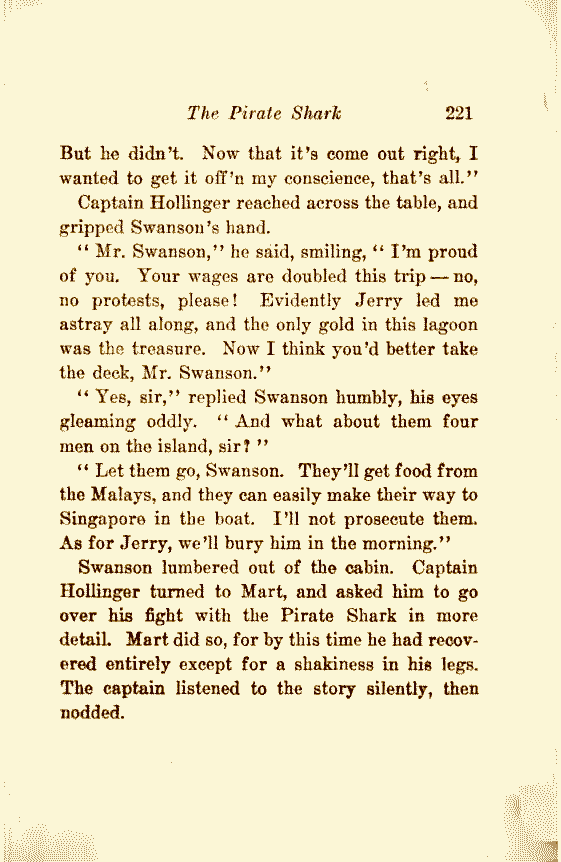 The Pirate Shark 221
But he didn't. Now that it's come out right, I
wanted to get it off'n my conscience, that's all."
Captain Hollinger reached across the table, and
gripped Swanson's hand.
" Mr. Swanson," he said, smiling, " I'm proud
of you. Your wages are doubled this trip — no,
no protests, please! Evidently Jerry led me
astray all along, and the only gold in this lagoon
was the treasure. Now I think you'd better take
the deck, Mr. Swanson."
" Yes, sir," replied Swanson humbly, his eyes
gleaming oddly. " And what about them four
men on the island, sir? "
" Let them go, Swanson. They'll get food from
the Malays, and they can easily make their way to
Singapore in the boat. I'll not prosecute them.
As for Jerry, we'll bury him in the morning."
Swanson lumbered out of the cabin. Captain
Hollinger turned to Mart, and asked him to go
over his fight with the Pirate Shark in more
detail. Mart did so, for by this time he had recov-
ered entirely except for a shakiness in his legs.
The captain listened to the story silently, then
nodded.